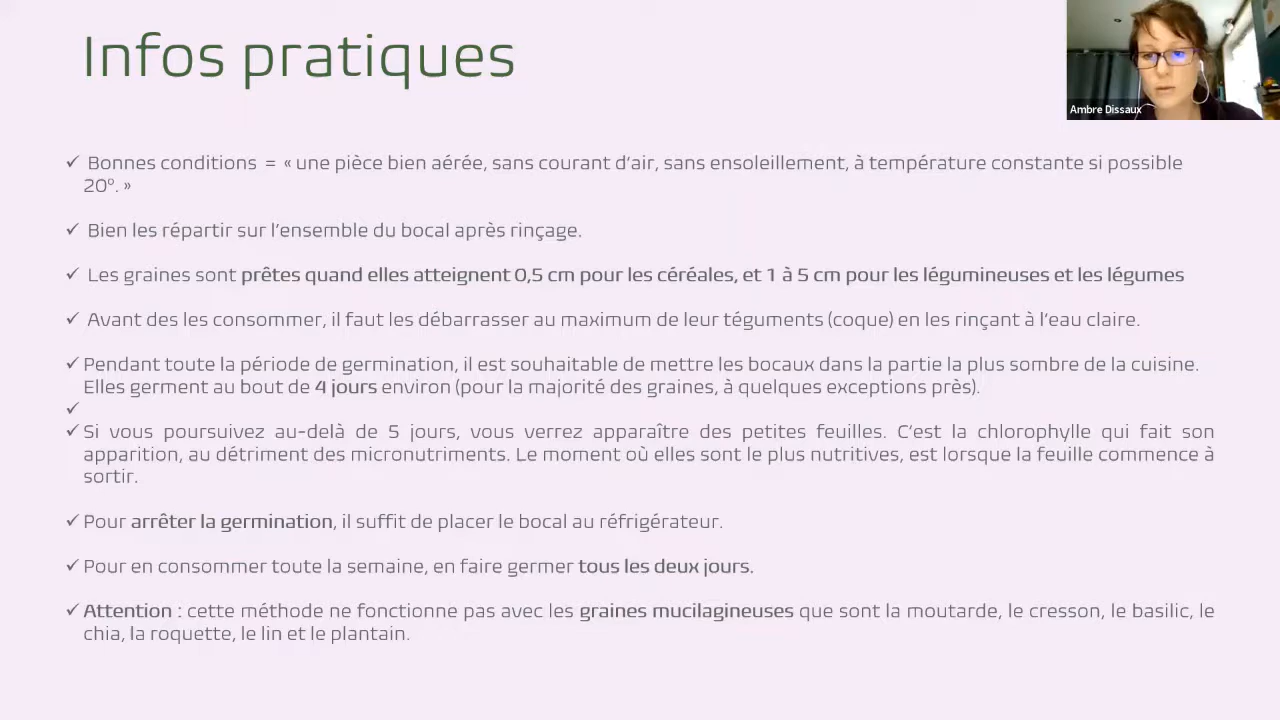 Infos pratiques
Ambre Dissaux
✓ Bonnes conditions = « une pièce bien aérée, sans courant d'air, sans ensoleillement, à température constante si possible
20°. »
✓ Bien les répartir sur l'ensemble du bocal après rinçage.
✓ Les graines sont prêtes quand elles atteignent 0,5 cm pour les céréales, et 1 à 5 cm pour les légumineuses et les légumes
✓ Avant des les consommer, il faut les débarrasser au maximum de leur téguments (coque) en les rinçant à l'eau claire.
✓ Pendant toute la période de germination, il est souhaitable de mettre les bocaux dans la partie la plus sombre de la cuisine.
Elles germent au bout de 4 jours environ (pour la majorité des graines, à quelques exceptions près).
✓
✓ Si vous poursuivez au-delà de 5 jours, vous verrez apparaître des petites feuilles. C'est la chlorophylle qui fait son
apparition, au détriment des micronutriments. Le moment où elles sont le plus nutritives, est lorsque la feuille commence à
sortir.
✓ Pour arrêter la germination, il suffit de placer le bocal au réfrigérateur.
✓ Pour en consommer toute la semaine, en faire germer tous les deux jours.
✓ Attention : cette méthode ne fonctionne pas avec les graines mucilagineuses que sont la moutarde, le cresson, le basilic, le
chia, la roquette, le lin et le plantain.